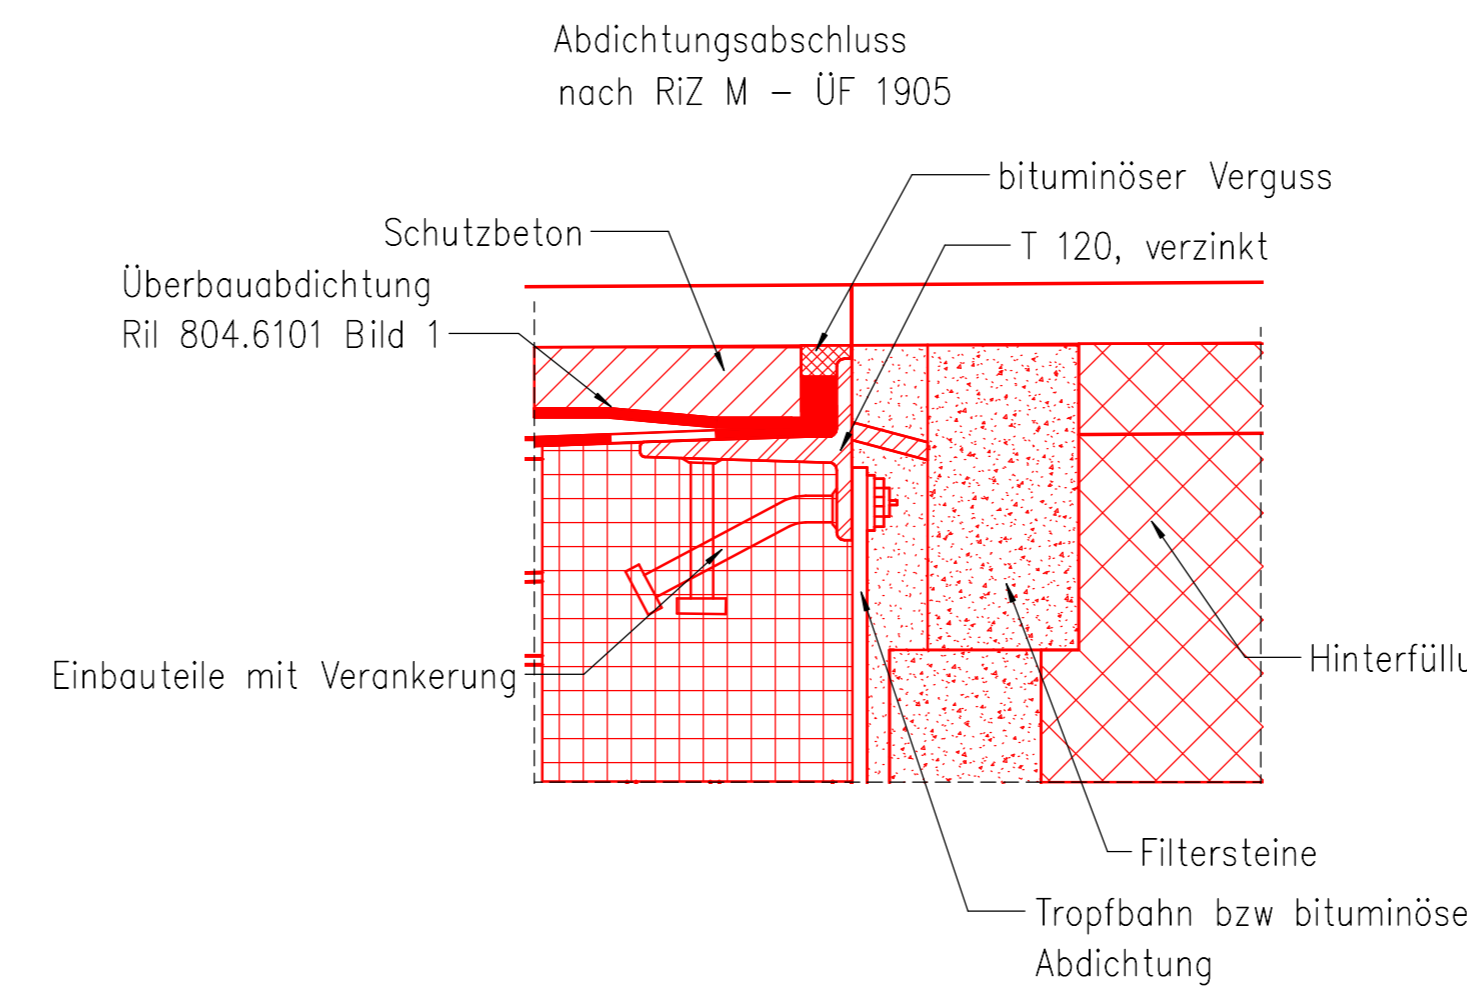 Abdichtungsabschluss
nach RiZ M – ÜF 1905
bituminöser Verguss
Schutzbeton
T 120, verzinkt
Überbauabdichtung
Ril 804.6101 Bild 1
Einbauteile mit Verankerung
Filtersteine
Tropfbahn bzw bituminöse
Abdichtung